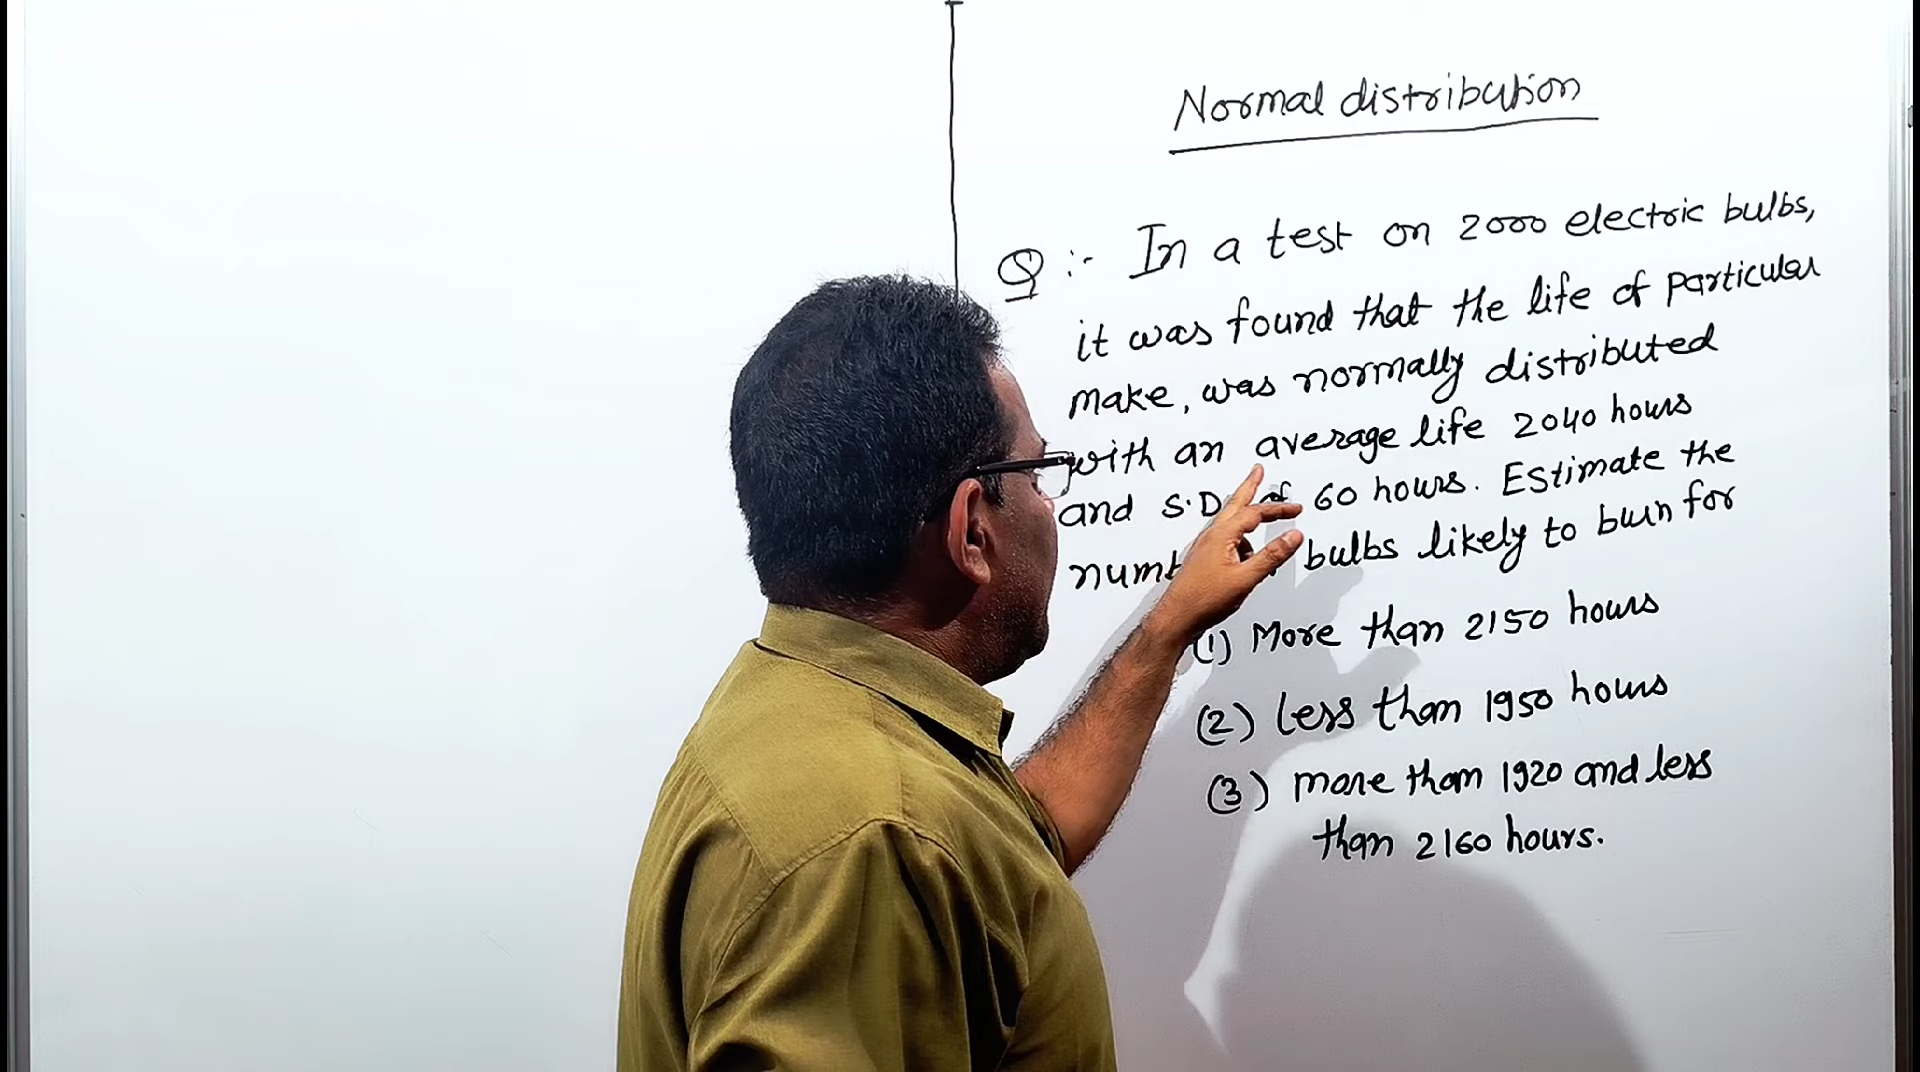 Normal distribution
Q :- In a test on 2000 electric bulbs,
it was found that the life of particular
make, was normally distributed
with an average life 2040 hours
and S.D. of 60 hours. Estimate the
bulbs likely to burn for
(1) More than 2150 hours
(2) less than 1950 hours
(3) more than 1920 and less
than 2160 hours.